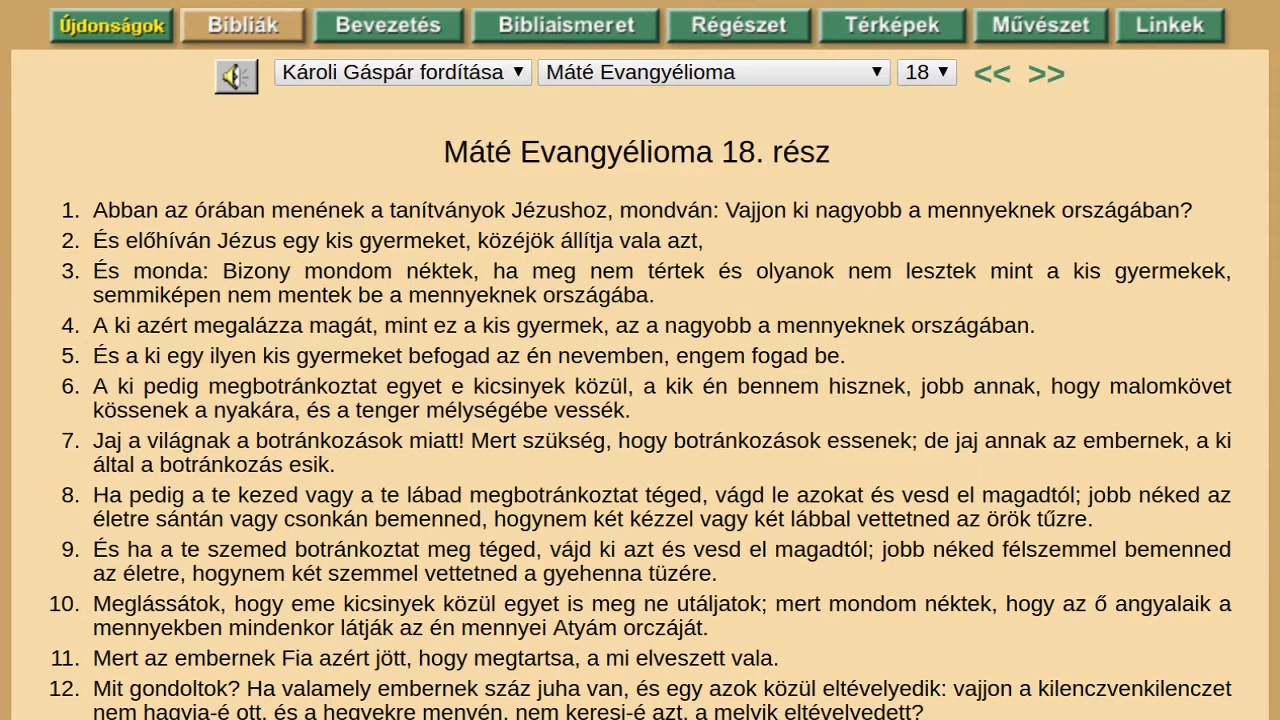 Újdonságok Bibliák Bevezetés Bibliaismeret Régészet Térképek Művészet Linkek
Károli Gáspár fordítása Máté Evangyélioma 18 << >>
Máté Evangyélioma 18. rész
1. Abban az órában menének a tanítványok Jézushoz, mondván: Vajjon ki nagyobb a mennyeknek országában?
2. És előhíván Jézus egy kis gyermeket, közéjök állítja vala azt,
3. És monda: Bizony mondom néktek, ha meg nem tértek és olyanok nem lesztek mint a kis gyermekek,
semmiképen nem mentek be a mennyeknek országába.
4. A ki azért megalázza magát, mint ez a kis gyermek, az a nagyobb a mennyeknek országában.
5. És a ki egy ilyen kis gyermeket befogad az én nevemben, engem fogad be.
6. A ki pedig megbotránkoztat egyet e kicsinyek közül, a kik én bennem hisznek, jobb annak, hogy malomkövet
kössenek a nyakára, és a tenger mélységébe vessék.
7. Jaj a világnak a botránkozások miatt! Mert szükség, hogy botránkozások essenek; de jaj annak az embernek, a ki
által a botránkozás esik.
8. Ha pedig a te kezed vagy a te lábad megbotránkoztat téged, vágd le azokat és vesd el magadtól; jobb néked az
életre sántán vagy csonkán bemenned, hogynem két kézzel vagy két lábbal vettetned az örök tűzre.
9. És ha a te szemed botránkoztat meg téged, vájd ki azt és vesd el magadtól; jobb néked félszemmel bemenned
az életre, hogynem két szemmel vettetned a gyehenna tüzére.
10. Meglássátok, hogy eme kicsinyek közül egyet is meg ne utáljatok; mert mondom néktek, hogy az ő angyalaik a
mennyekben mindenkor látják az én mennyei Atyám orczáját.
11. Mert az embernek Fia azért jött, hogy megtartsa, a mi elveszett vala.
12. Mit gondoltok? Ha valamely embernek száz juha van, és egy azok közül eltévelyedik: vajjon a kilenczvenkilenczet
nem hagyja-é ott, és a hegyekre menvén, nem keresi-é azt, a melyik eltévelyedett?